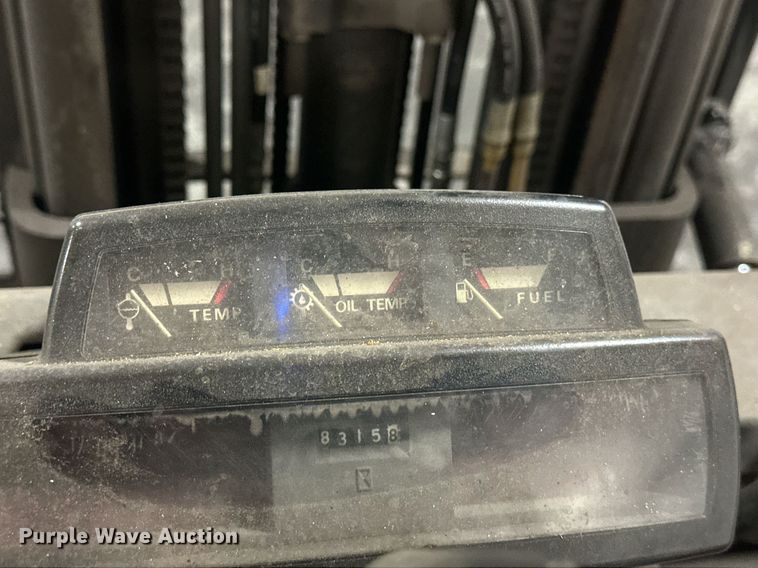 C H
TEMP
C H
OIL TEMP
E F
FUEL
83158
Purple Wave Auction